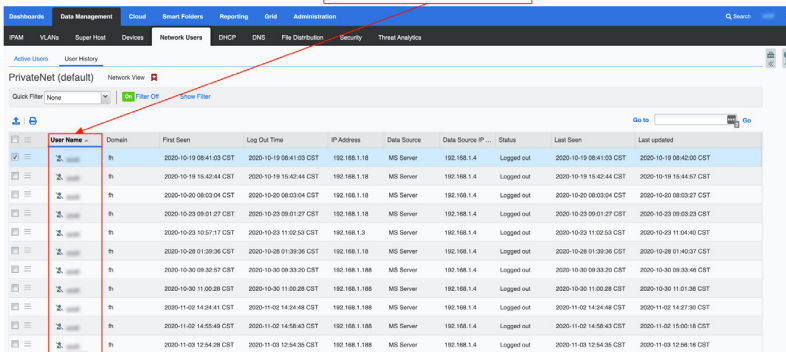 Dashboards Data Management Cloud Smart Folders Reporting Grid Administration Search
IPAM VLANs Super Host Devices Network Users DHCP DNS File Distribution Security Threat Analytics
Active Users User History
PrivateNet (default) Network View
Quick Filter None On Filter Off Show Filter
Go to Go
User Name Domain First Seen Log Out Time IP Address Data Source Data Source IP ... Status Last Seen Last updated
th 2020-10-19 08:41:03 CST 2020-10-19 08:41:03 CST 192.168.1.18 MS Server 192.168.1.4 Logged out 2020-10-19 08:41:03 CST 2020-10-19 08:42:00 CST
th 2020-10-19 15:42:44 CST 2020-10-19 15:42:44 CST 192.168.1.18 MS Server 192.168.1.4 Logged out 2020-10-19 15:42:44 CST 2020-10-19 15:44:57 CST
th 2020-10-20 08:03:04 CST 2020-10-20 08:03:04 CST 192.168.1.18 MS Server 192.168.1.4 Logged out 2020-10-20 08:03:04 CST 2020-10-20 08:03:27 CST
th 2020-10-23 09:01:27 CST 2020-10-23 09:01:27 CST 192.168.1.18 MS Server 192.168.1.4 Logged out 2020-10-23 09:01:27 CST 2020-10-23 09:03:23 CST
th 2020-10-23 10:57:17 CST 2020-10-23 11:02:53 CST 192.168.1.3 MS Server 192.168.1.4 Logged out 2020-10-23 11:02:53 CST 2020-10-23 11:04:40 CST
th 2020-10-28 01:39:36 CST 2020-10-28 01:39:36 CST 192.168.1.18 MS Server 192.168.1.4 Logged out 2020-10-28 01:39:36 CST 2020-10-28 01:40:37 CST
th 2020-10-30 09:32:57 CST 2020-10-30 09:33:20 CST 192.168.1.188 MS Server 192.168.1.4 Logged out 2020-10-30 09:33:20 CST 2020-10-30 09:33:46 CST
th 2020-10-30 11:00:28 CST 2020-10-30 11:00:28 CST 192.168.1.188 MS Server 192.168.1.4 Logged out 2020-10-30 11:00:28 CST 2020-10-30 11:01:38 CST
th 2020-11-02 14:24:41 CST 2020-11-02 14:24:48 CST 192.168.1.188 MS Server 192.168.1.4 Logged out 2020-11-02 14:24:48 CST 2020-11-02 14:27:30 CST
th 2020-11-02 14:55:49 CST 2020-11-02 14:58:43 CST 192.168.1.188 MS Server 192.168.1.4 Logged out 2020-11-02 14:58:43 CST 2020-11-02 15:00:18 CST
th 2020-11-03 12:54:28 CST 2020-11-03 12:54:35 CST 192.168.1.188 MS Server 192.168.1.4 Logged out 2020-11-03 12:54:35 CST 2020-11-03 12:56:16 CST